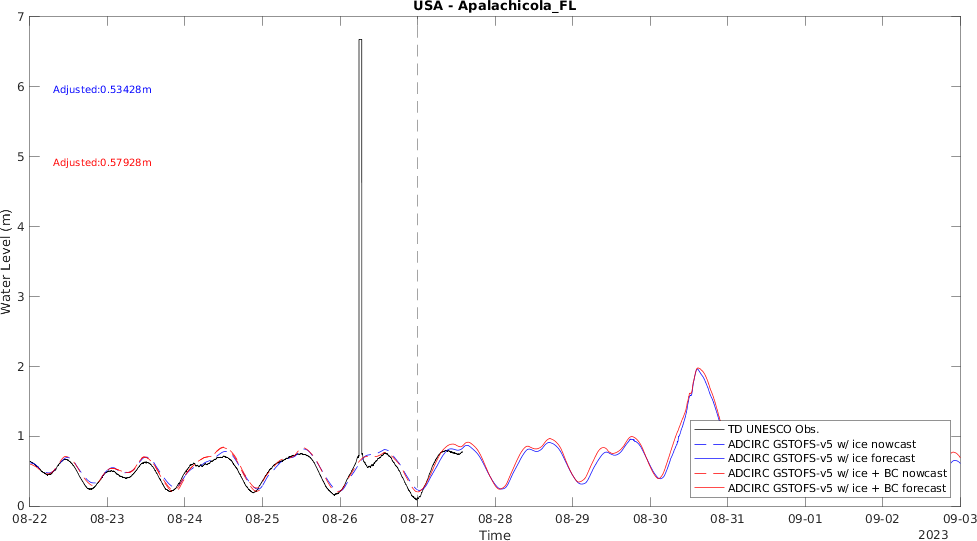 USA - Apalachicola_FL
7
6
5
4
3
2
1
0
Water Level (m)
Adjusted:0.53428m
Adjusted:0.57928m
TD UNESCO Obs.
ADCIRC GSTOFS-v5 w/ ice nowcast
ADCIRC GSTOFS-v5 w/ ice forecast
ADCIRC GSTOFS-v5 w/ ice + BC nowcast
ADCIRC GSTOFS-v5 w/ ice + BC forecast
08-22 08-23 08-24 08-25 08-26 08-27 08-28 08-29 08-30 08-31 09-01 09-02 09-03
Time 2023